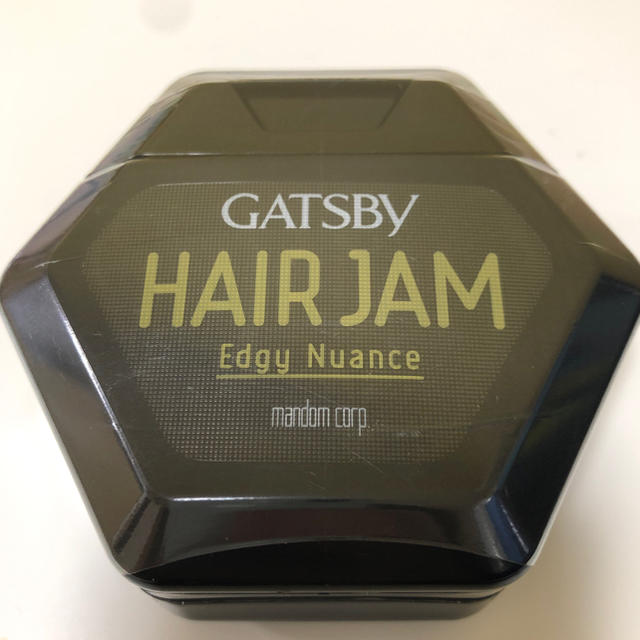 GATSBY
HAIR JAM
Edgy Nuance
mandom corp.